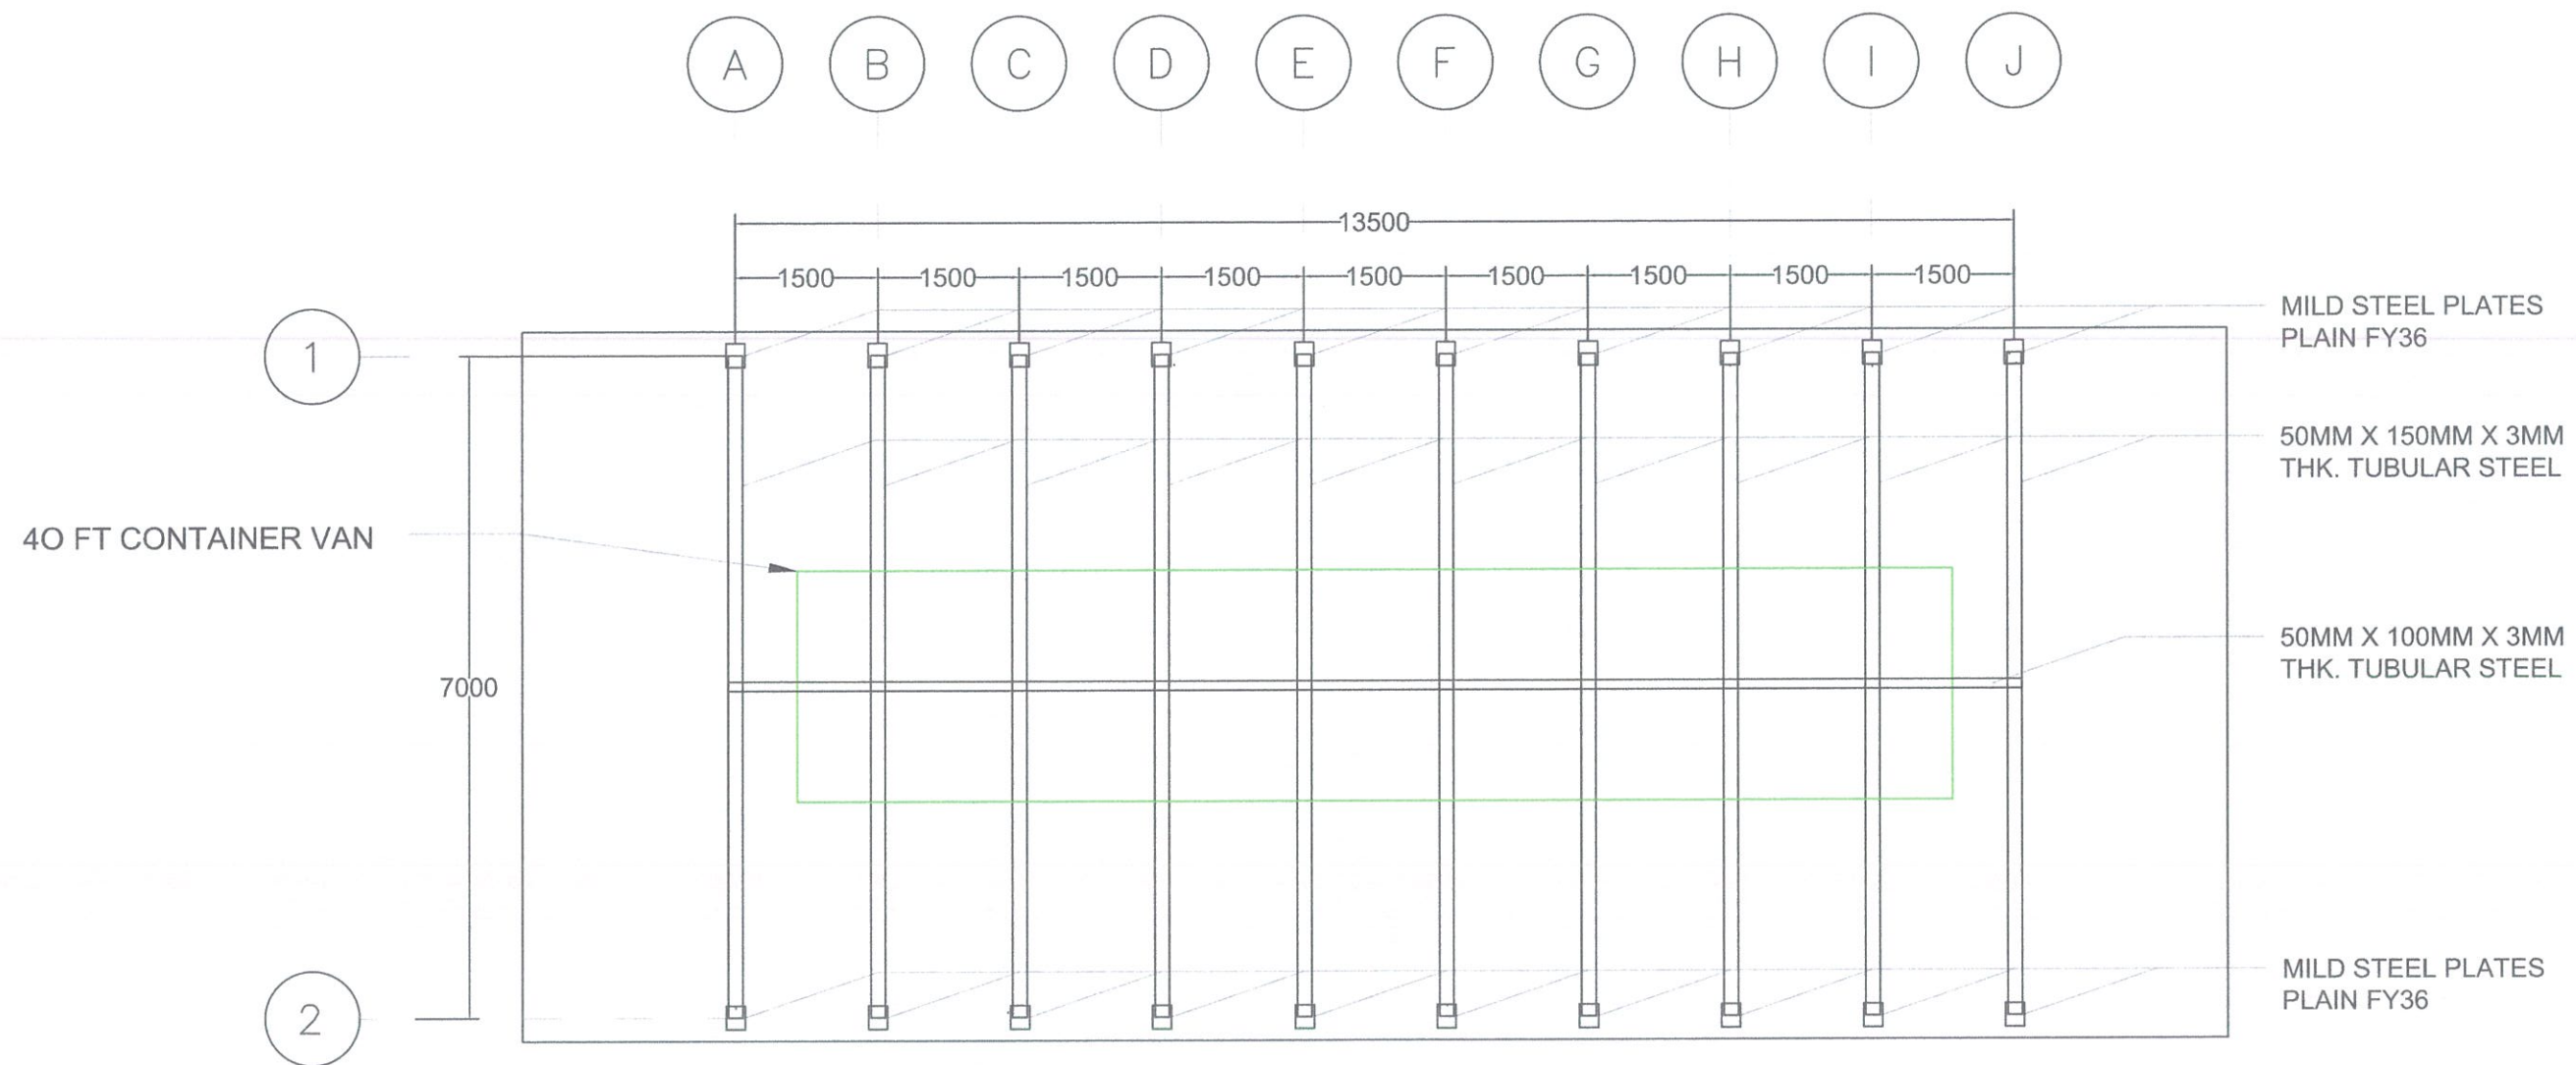 A B C D E F G H I J
13500
1500 1500 1500 1500 1500 1500 1500 1500 1500
MILD STEEL PLATES
PLAIN FY36
1
50MM X 150MM X 3MM
THK. TUBULAR STEEL
4O FT CONTAINER VAN
50MM X 100MM X 3MM
THK. TUBULAR STEEL
7000
MILD STEEL PLATES
PLAIN FY36
2